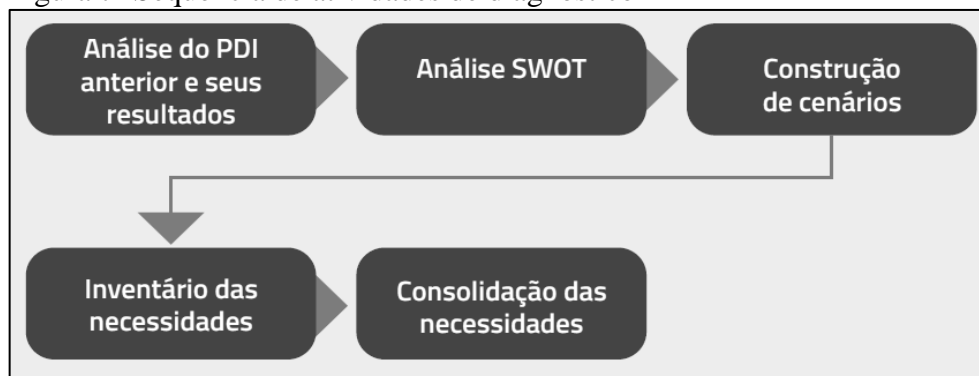 Análise do PDI
anterior e seus
resultados
Análise SWOT
Construção
de cenários
Inventário das
necessidades
Consolidação das
necessidades